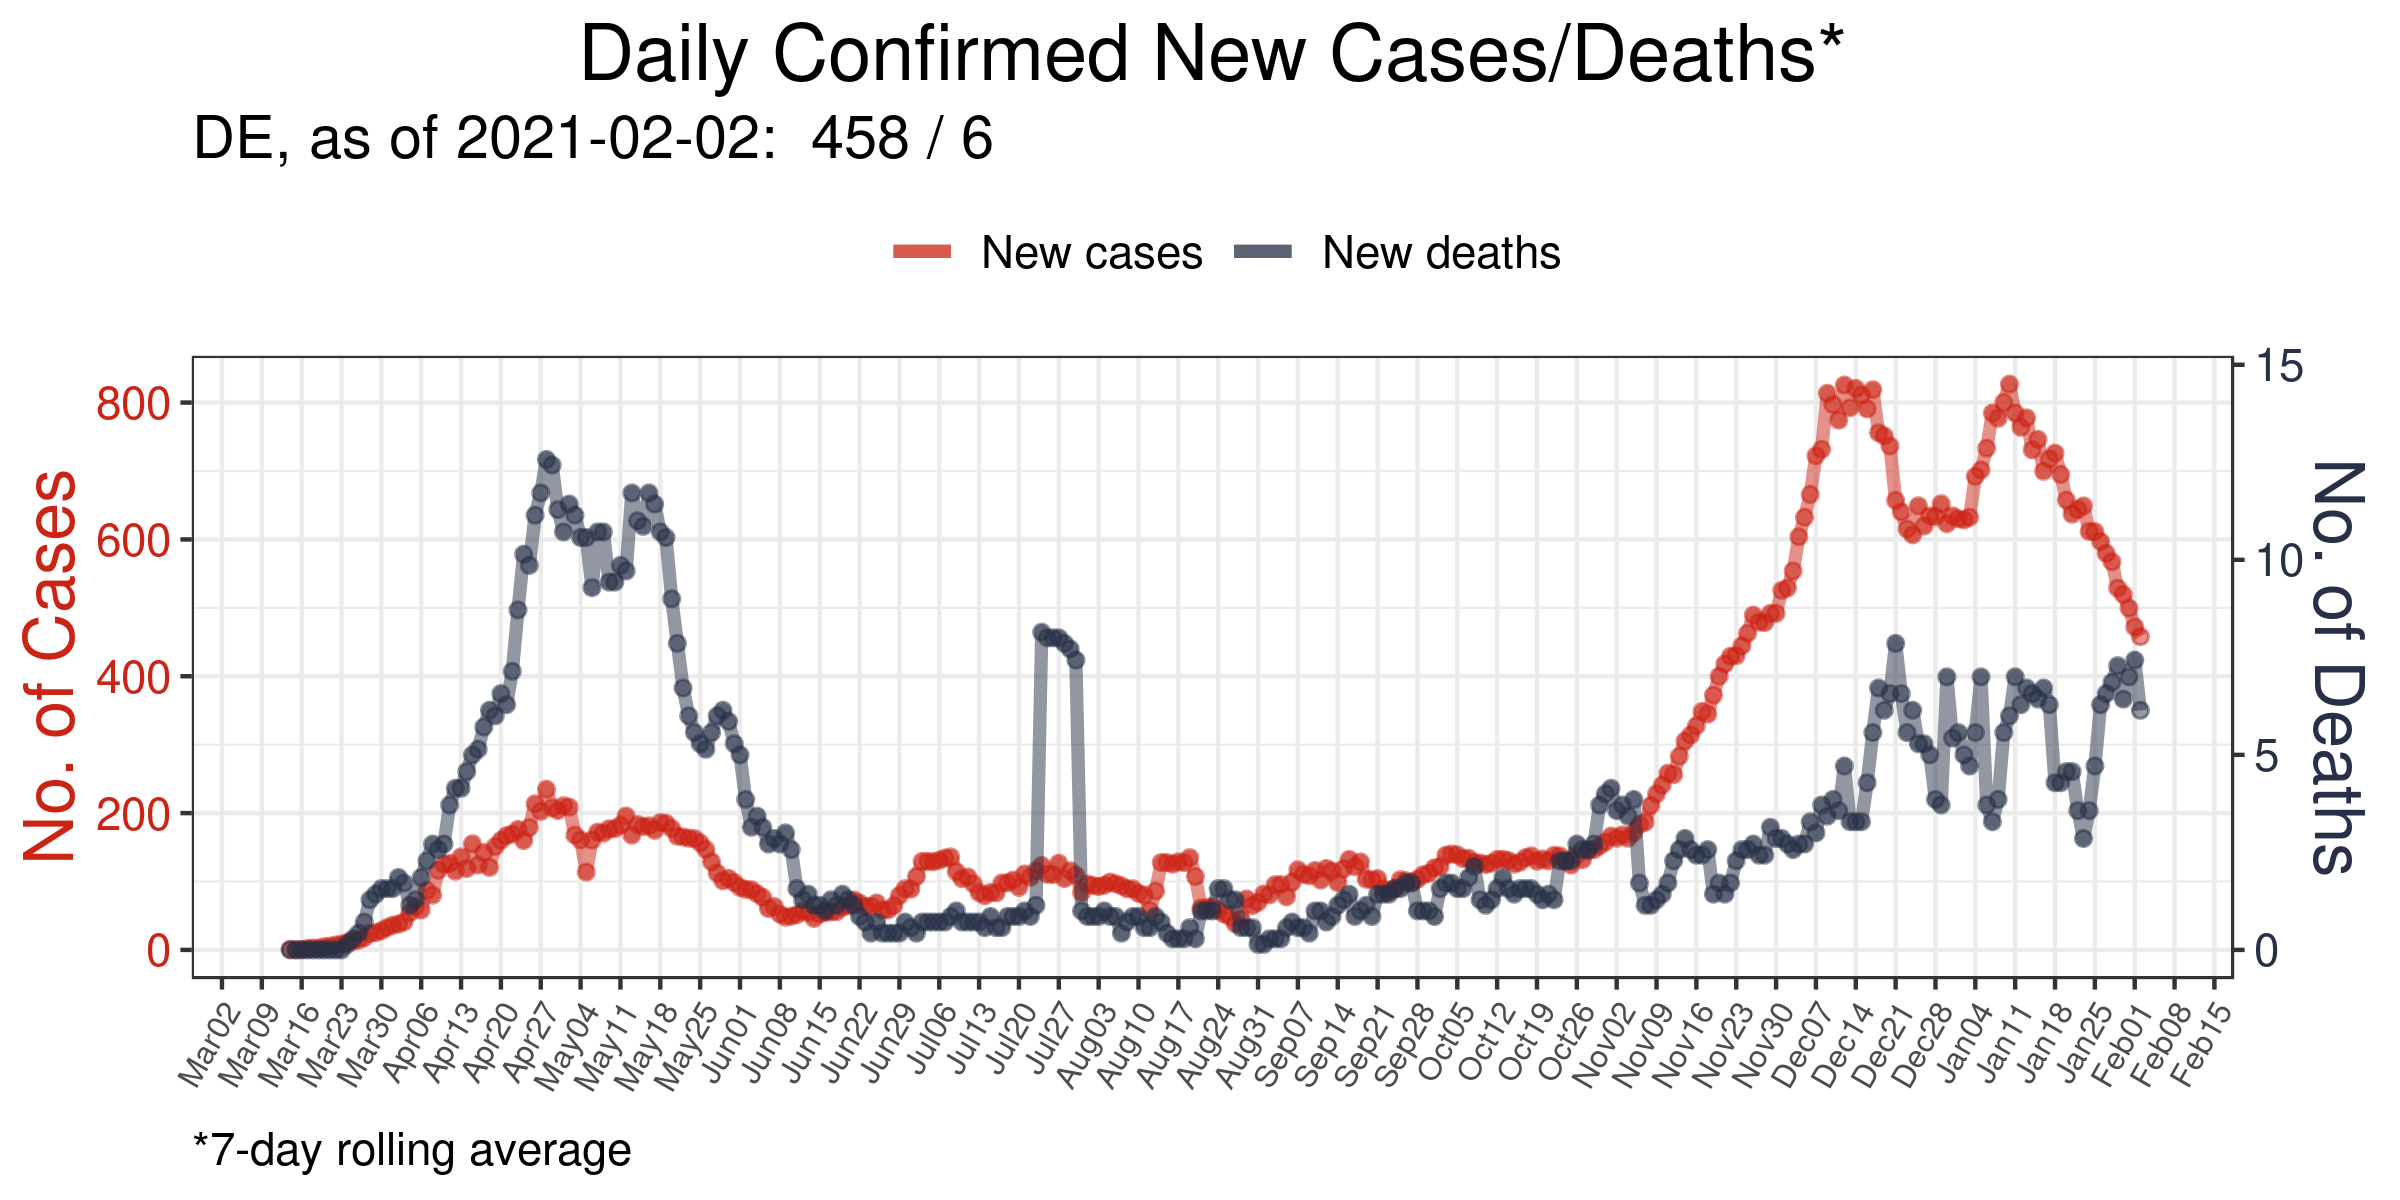 Daily Confirmed New Cases/Deaths*
DE, as of 2021-02-02:  458 / 6
New cases
New deaths
No. of Cases
800
600
400
200
0
15
10
5
0
No. of Deaths
Mar02
Mar09
Mar16
Mar23
Mar30
Apr06
Apr13
Apr20
Apr27
May04
May11
May18
May25
Jun01
Jun08
Jun15
Jun22
Jun29
Jul06
Jul13
Jul20
Jul27
Aug03
Aug10
Aug17
Aug24
Aug31
Sep07
Sep14
Sep21
Sep28
Oct05
Oct12
Oct19
Oct26
Nov02
Nov09
Nov16
Nov23
Nov30
Dec07
Dec14
Dec21
Dec28
Jan04
Jan11
Jan18
Jan25
Feb01
Feb08
Feb15
*7-day rolling average